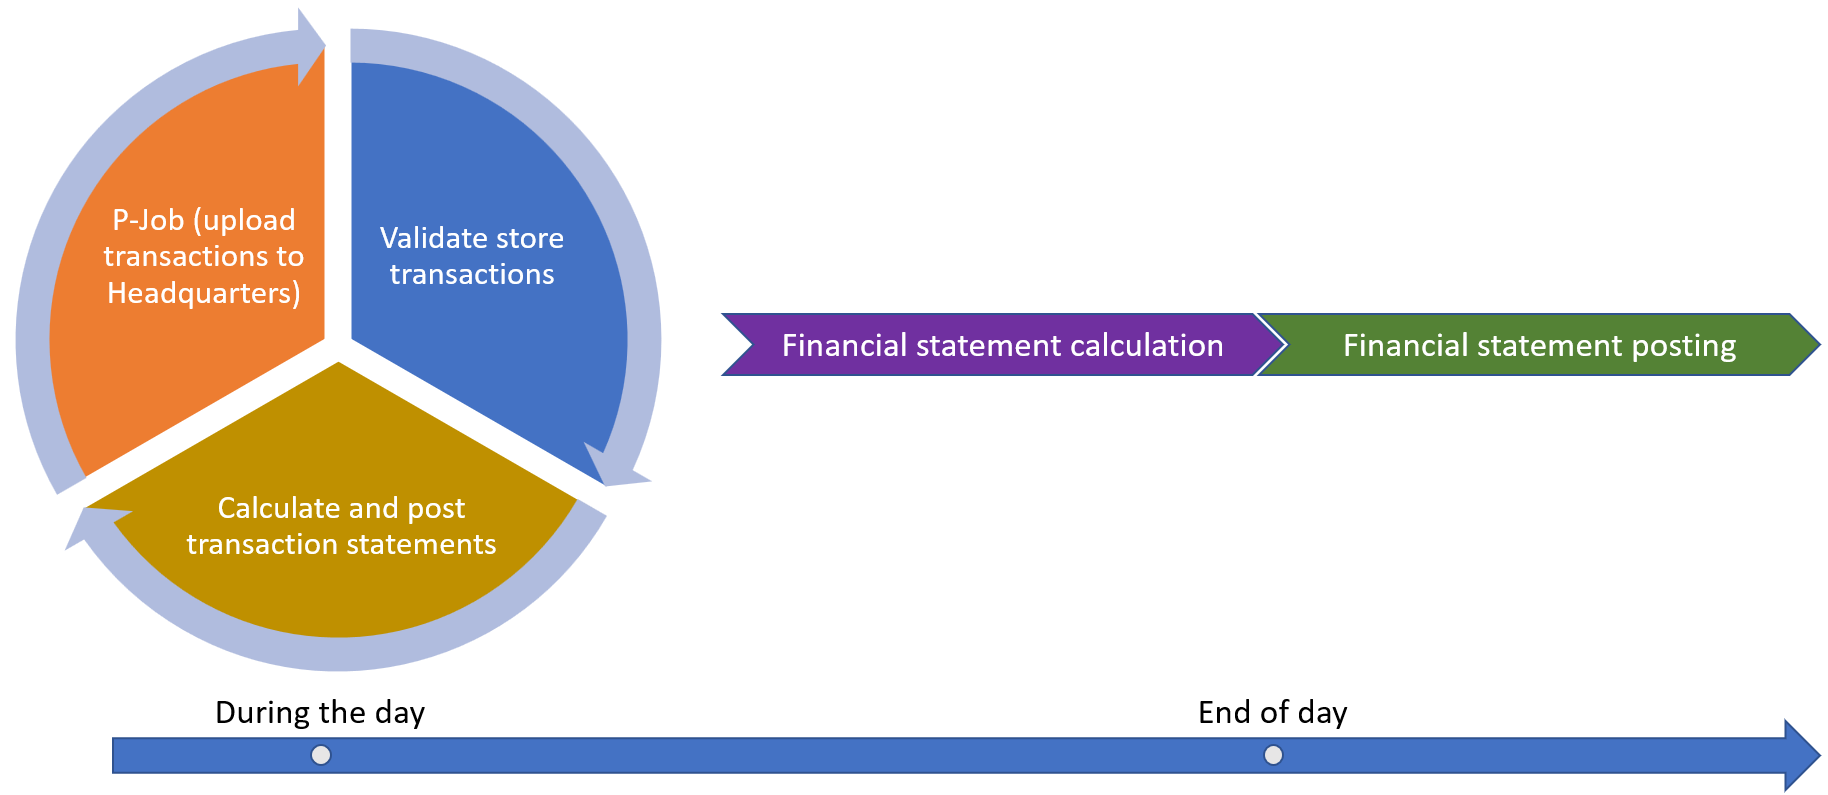 P-Job (upload
transactions to
Headquarters)
Validate store
transactions
Calculate and post
transaction statements
Financial statement calculation
Financial statement posting
During the day
End of day